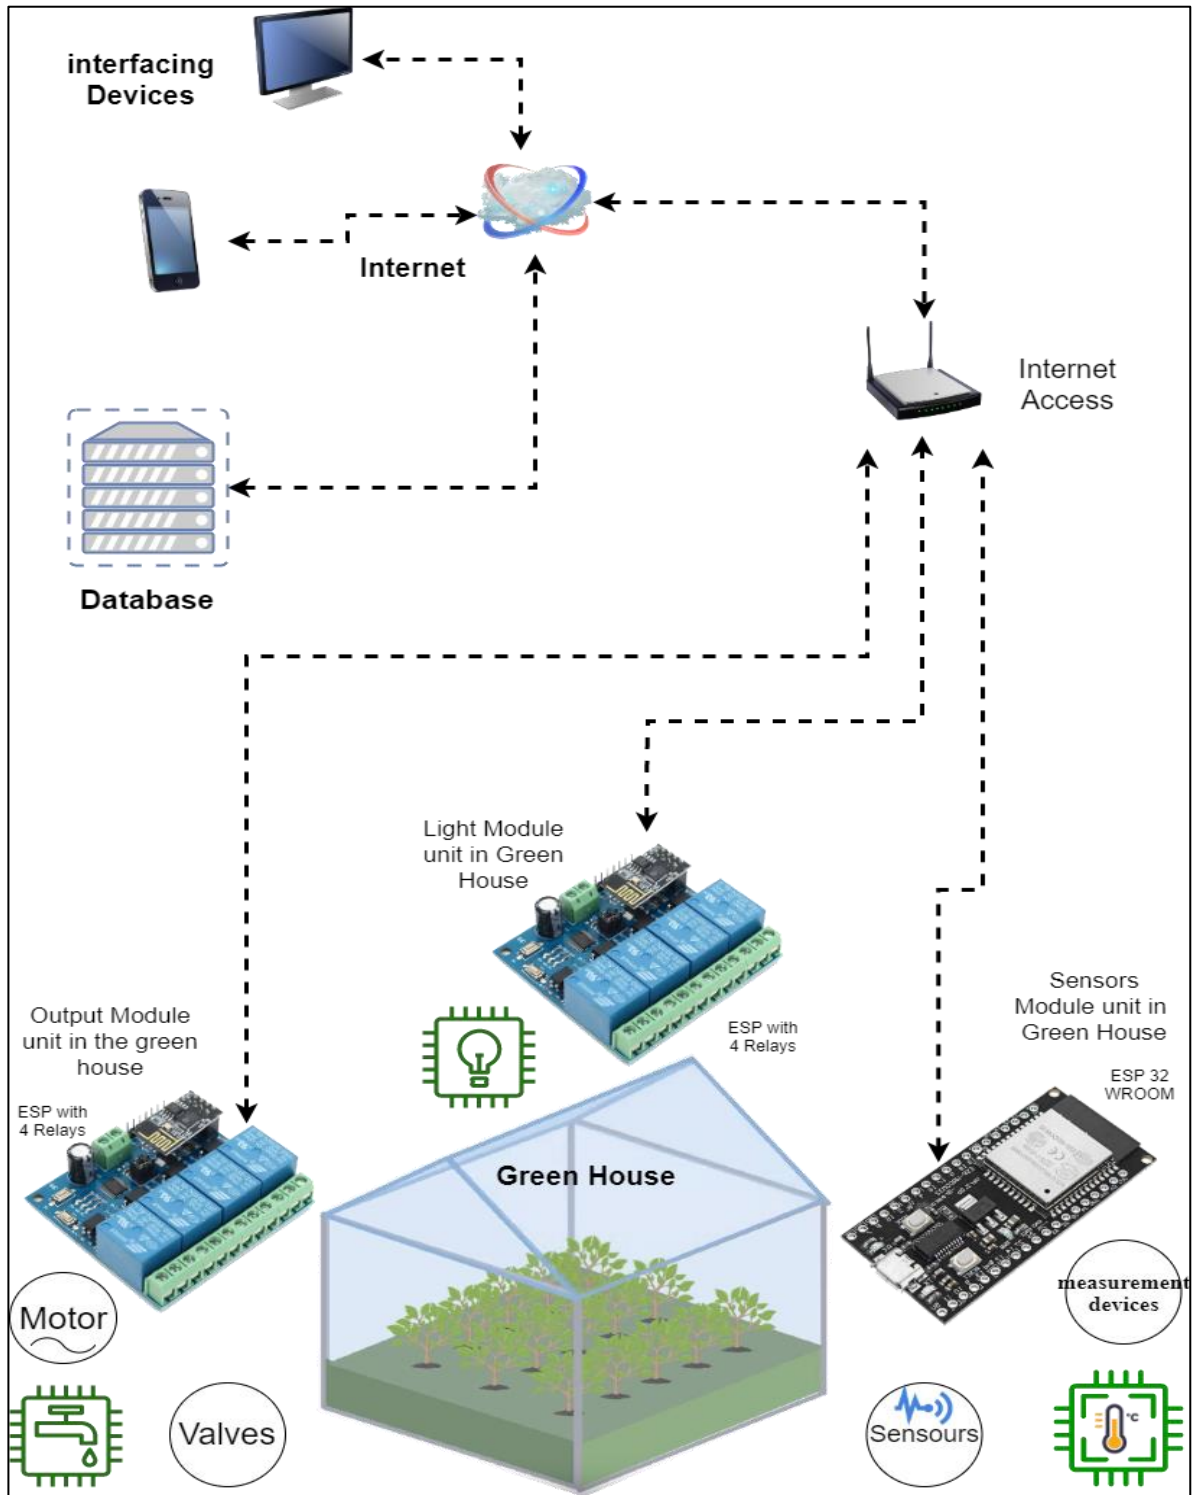 interfacing
Devices
Internet
Internet
Access
Database
Light Module
unit in Green
House
ESP with
4 Relays
Output Module
unit in the green
house
ESP with
4 Relays
Sensors
Module unit in
Green House
ESP 32
WROOM
Green House
Motor
Valves
measurement
devices
Sensours
°C